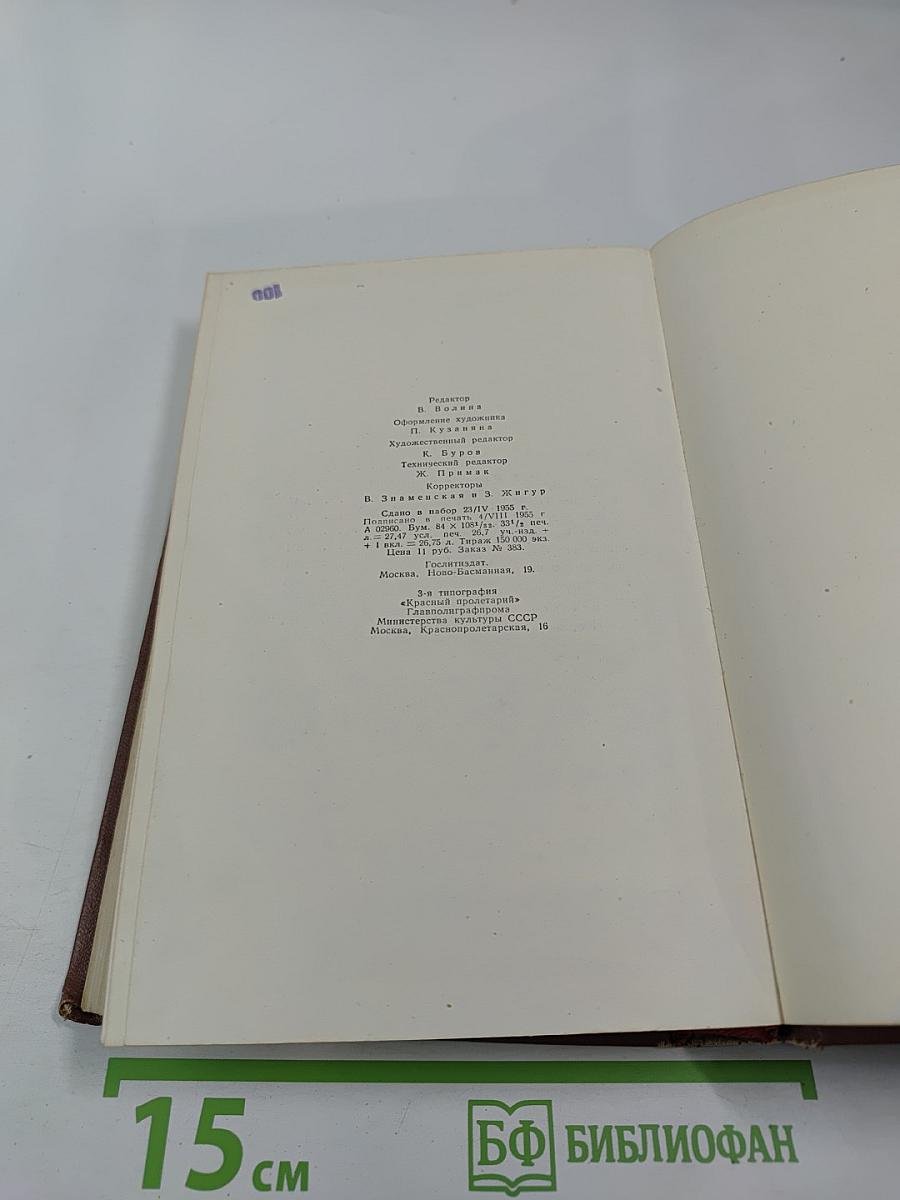 001
Редактор
В. Волина
Оформление художника
П. Кузаняна
Художественный редактор
К. Буров
Технический редактор
Ж. Примак
Корректоры
В. Знаменская и З. Жигур
Сдано в набор 23/IV 1955 г.
Подписано в печать 4/VIII 1955 г
А 02960. Бум. 84 × 108¹/₃₂. 33¹/₂ печ.
л. = 27,47 усл. печ. 26,7 уч.-изд. +
+ 1 вкл. = 26,75 л. Тираж 150 000 экз.
Цена 11 руб. Заказ № 383.
Гослитиздат.
Москва, Ново-Басманная, 19.
3-я типография
«Красный пролетарий»
Главполиграфпрома
Министерства культуры СССР
Москва, Краснопролетарская, 16
15 см
БФ БИБЛИОФАН